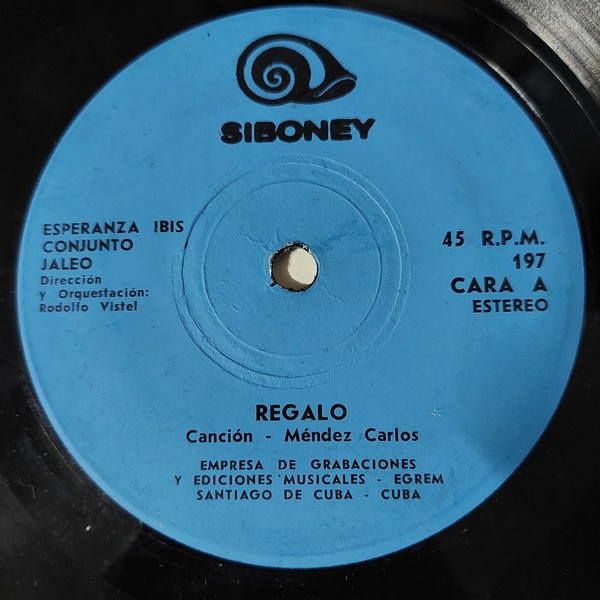 SIBONEY
ESPERANZA IBIS
CONJUNTO
JALEO
Dirección
y Orquestación:
Rodolfo Vistel
45 R.P.M.
197
CARA A
ESTEREO
REGALO
Canción - Méndez Carlos
EMPRESA DE GRABACIONES
Y EDICIONES MUSICALES - EGREM
SANTIAGO DE CUBA - CUBA